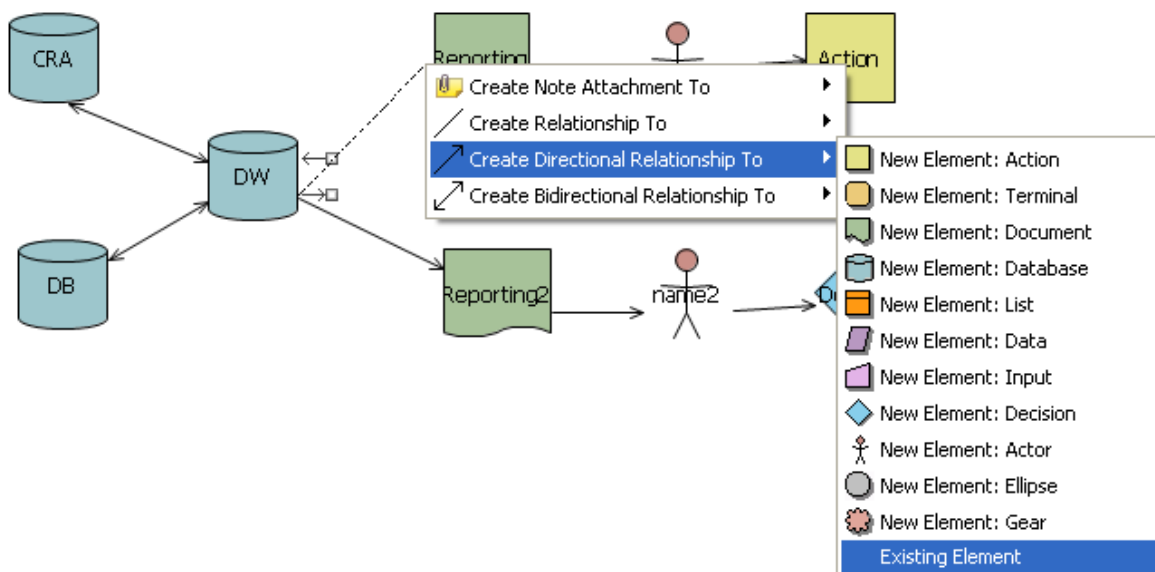 CRA
Reporting
Action
Create Note Attachment To
Create Relationship To
Create Directional Relationship To
Create Bidirectional Relationship To
DW
DB
Reporting2
name2
New Element: Action
New Element: Terminal
New Element: Document
New Element: Database
New Element: List
New Element: Data
New Element: Input
New Element: Decision
New Element: Actor
New Element: Ellipse
New Element: Gear
Existing Element